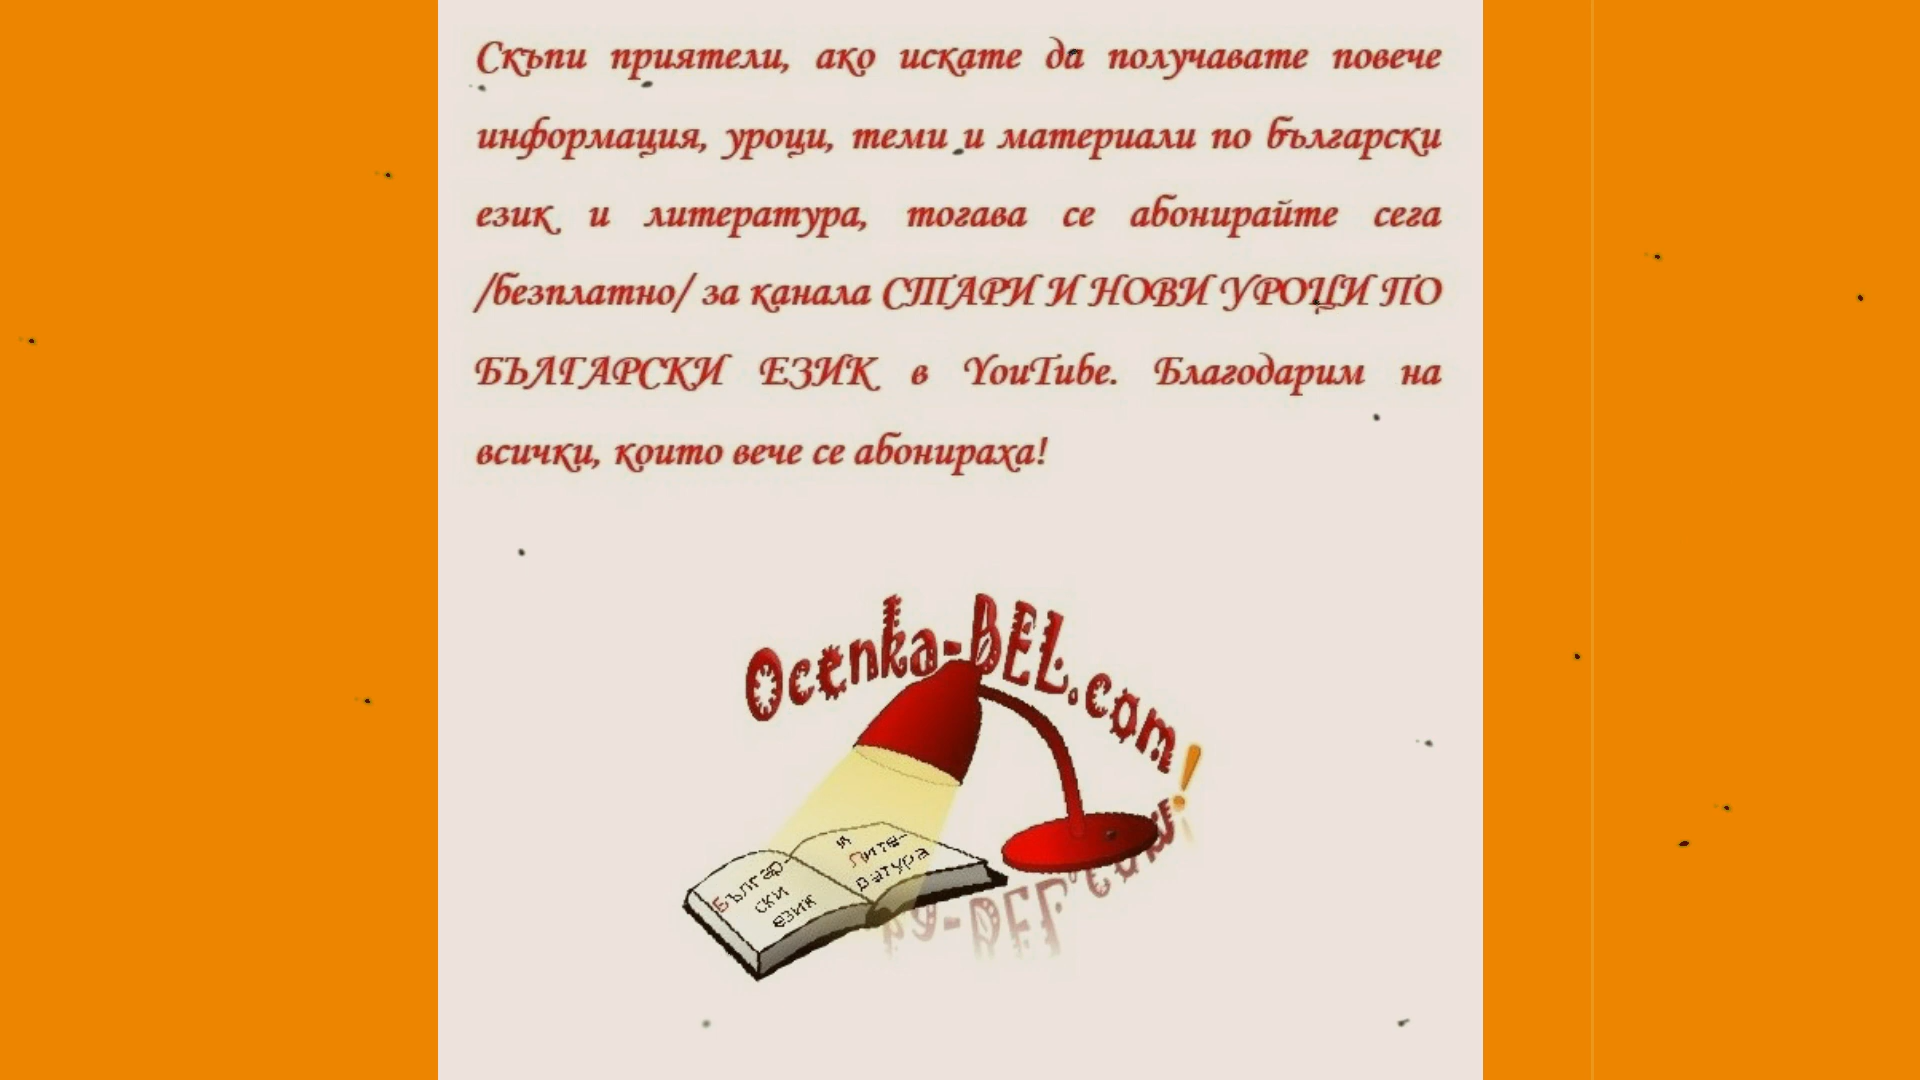 Скъпи приятели, ако искате да получавате повече
информация, уроци, теми и материали по български
език и литература, тогава се абонирайте сега
/безплатно/ за канала СТАРИ И НОВИ УРОЦИ ПО
БЪЛГАРСКИ ЕЗИК в YouTube. Благодарим на
всички, които вече се абонираха!
Ocenka-BEL.com!
Българ-
ски
език
и
Лите-
ратура